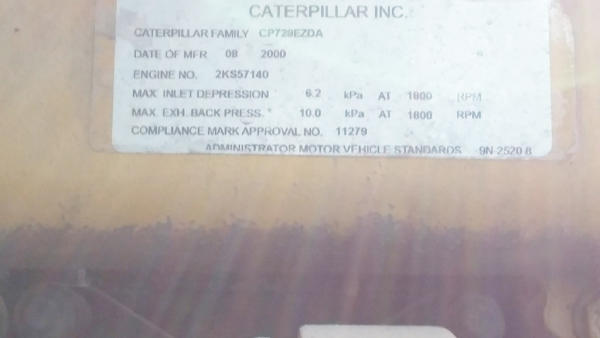 CATERPILLAR INC.
CATERPILLAR FAMILY CP729EZDA
DATE OF MFR 08 2000
ENGINE NO. 2KS57140
MAX INLET DEPRESSION 6.2 kPa AT 1800 RPM
MAX. EXH. BACK PRESS. 10.0 kPa AT 1800 RPM
COMPLIANCE MARK APPROVAL NO. 11279
ADMINISTRATOR MOTOR VEHICLE STANDARDS 9N-2520 8